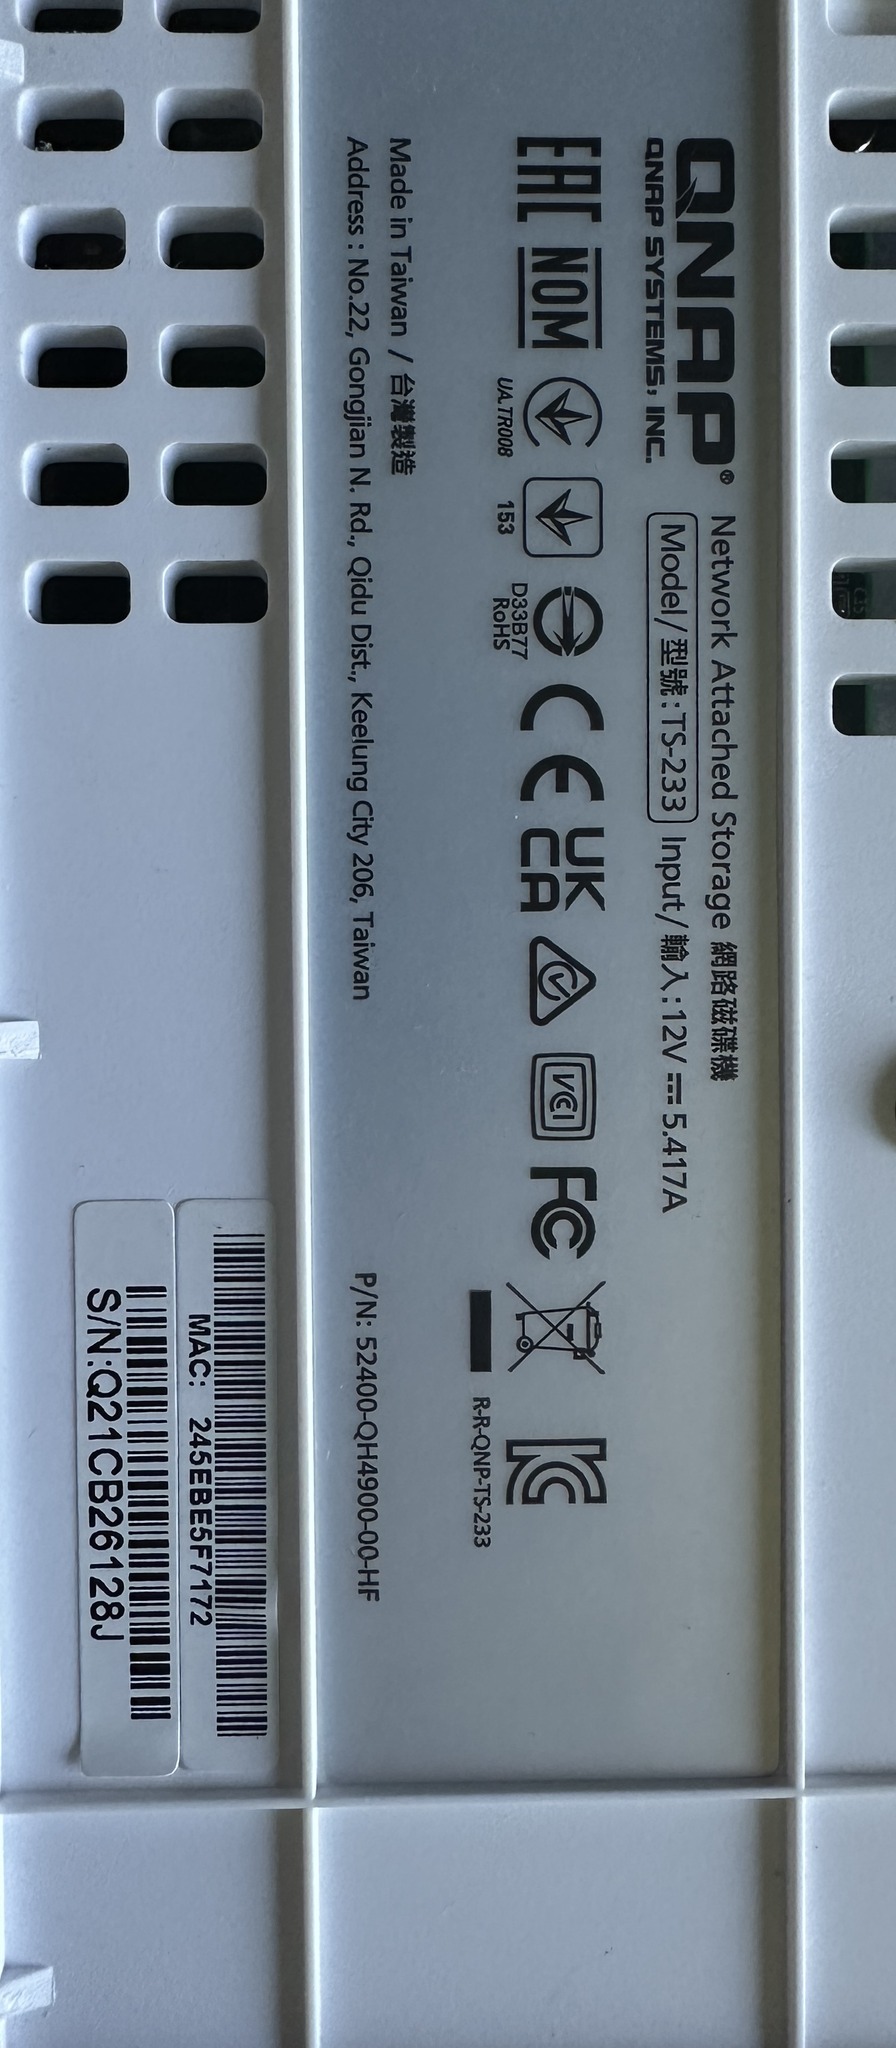 QNAP®
QNAP SYSTEMS, INC.
Network Attached Storage 網路磁碟機
Model/型號:TS-233 Input/輸入:12V⎓5.417A
EAC NOM
UA.TR008
153
D33B77
RoHS
CE
UK
CA
VCI
FC
R-R-QNP-TS-233
Made in Taiwan / 台灣製造
Address : No.22, Gongjian N. Rd., Qidu Dist., Keelung City 206, Taiwan
P/N: 52400-QH4900-00-HF
MAC: 245EBE5F7172
S/N:Q21CB26128J